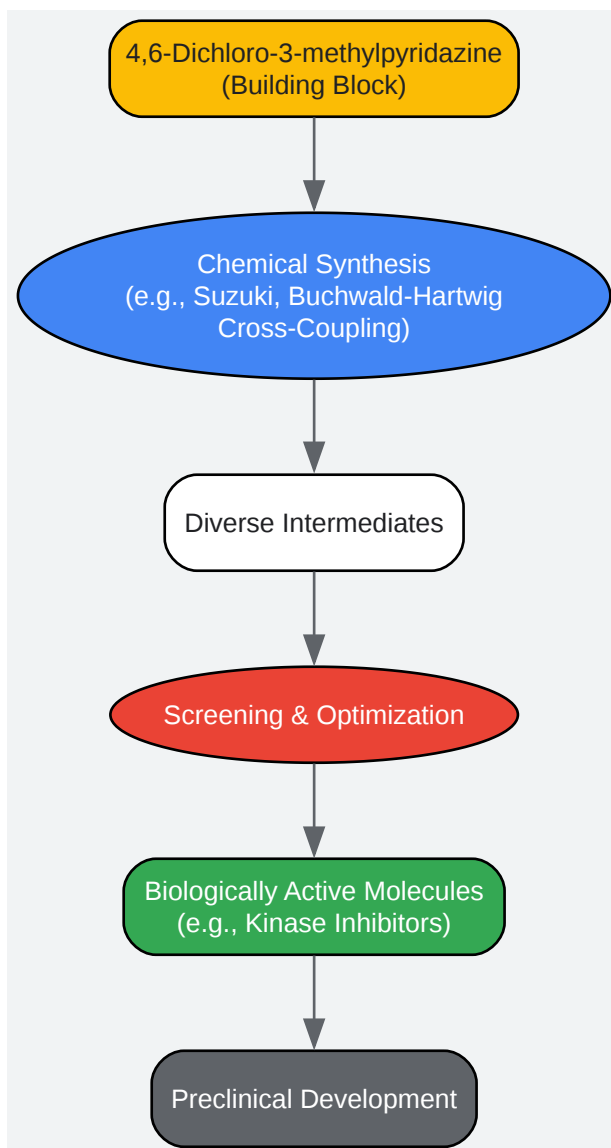 4,6-Dichloro-3-methylpyridazine
(Building Block)
Chemical Synthesis
(e.g., Suzuki, Buchwald-Hartwig
Cross-Coupling)
Diverse Intermediates
Screening & Optimization
Biologically Active Molecules
(e.g., Kinase Inhibitors)
Preclinical Development